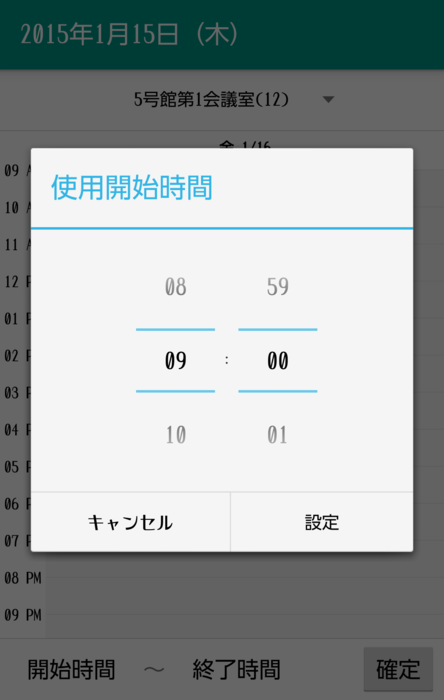 2015年1月15日 (木)
5号館第1会議室(12)
金 1/16
09 A
10 A
11 A
12 P
01 P
02 P
03 P
04 P
05 P
06 P
07 P
08 PM
09 PM
使用開始時間
08 59
09 : 00
10 01
キャンセル 設定
開始時間 ～ 終了時間 確定